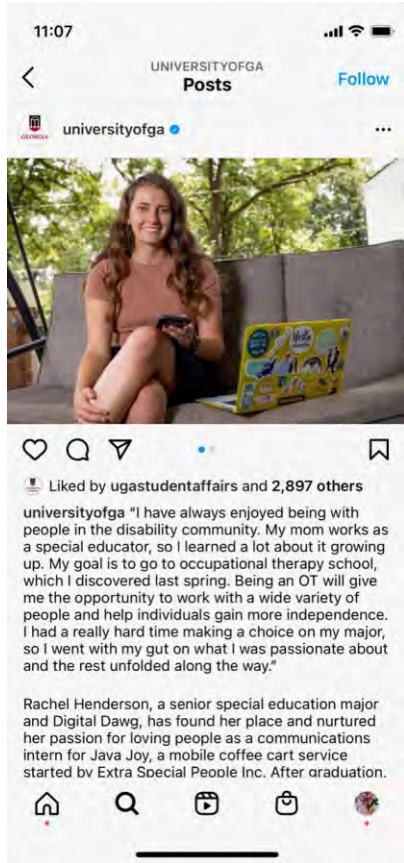 11:07
UNIVERSITYOFGA
Posts
Follow
GEORGIA
universityofga
Hello
Liked by ugastudentaffairs and 2,897 others
universityofga “I have always enjoyed being with
people in the disability community. My mom works as
a special educator, so I learned a lot about it growing
up. My goal is to go to occupational therapy school,
which I discovered last spring. Being an OT will give
me the opportunity to work with a wide variety of
people and help individuals gain more independence.
I had a really hard time making a choice on my major,
so I went with my gut on what I was passionate about
and the rest unfolded along the way.”
Rachel Henderson, a senior special education major
and Digital Dawg, has found her place and nurtured
her passion for loving people as a communications
intern for Java Joy, a mobile coffee cart service
started by Extra Special People Inc. After graduation,